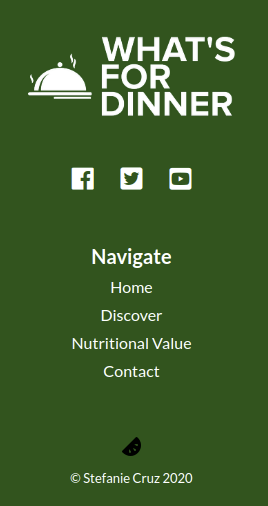 WHAT'S
FOR
DINNER
Navigate
Home
Discover
Nutritional Value
Contact
© Stefanie Cruz 2020